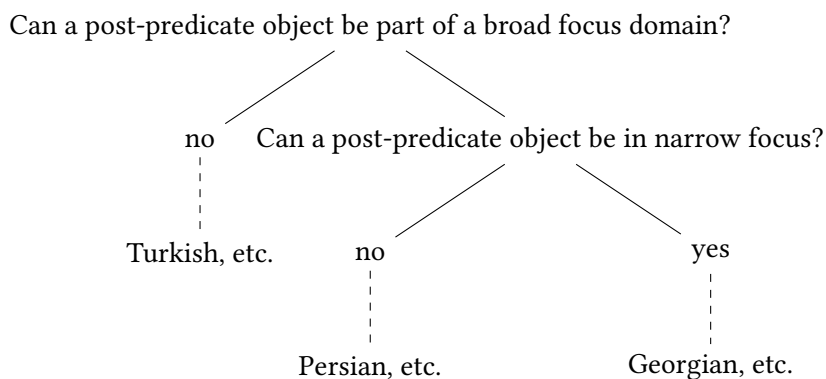 Can a post-predicate object be part of a broad focus domain?
no Can a post-predicate object be in narrow focus?
Turkish, etc. no yes
Persian, etc. Georgian, etc.